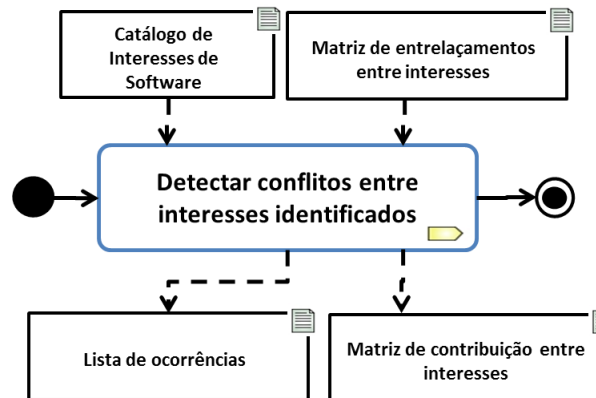 Catálogo de
Interesses de
Software
Matriz de entrelaçamentos
entre interesses
Detectar conflitos entre
interesses identificados
Lista de ocorrências
Matriz de contribuição entre
interesses